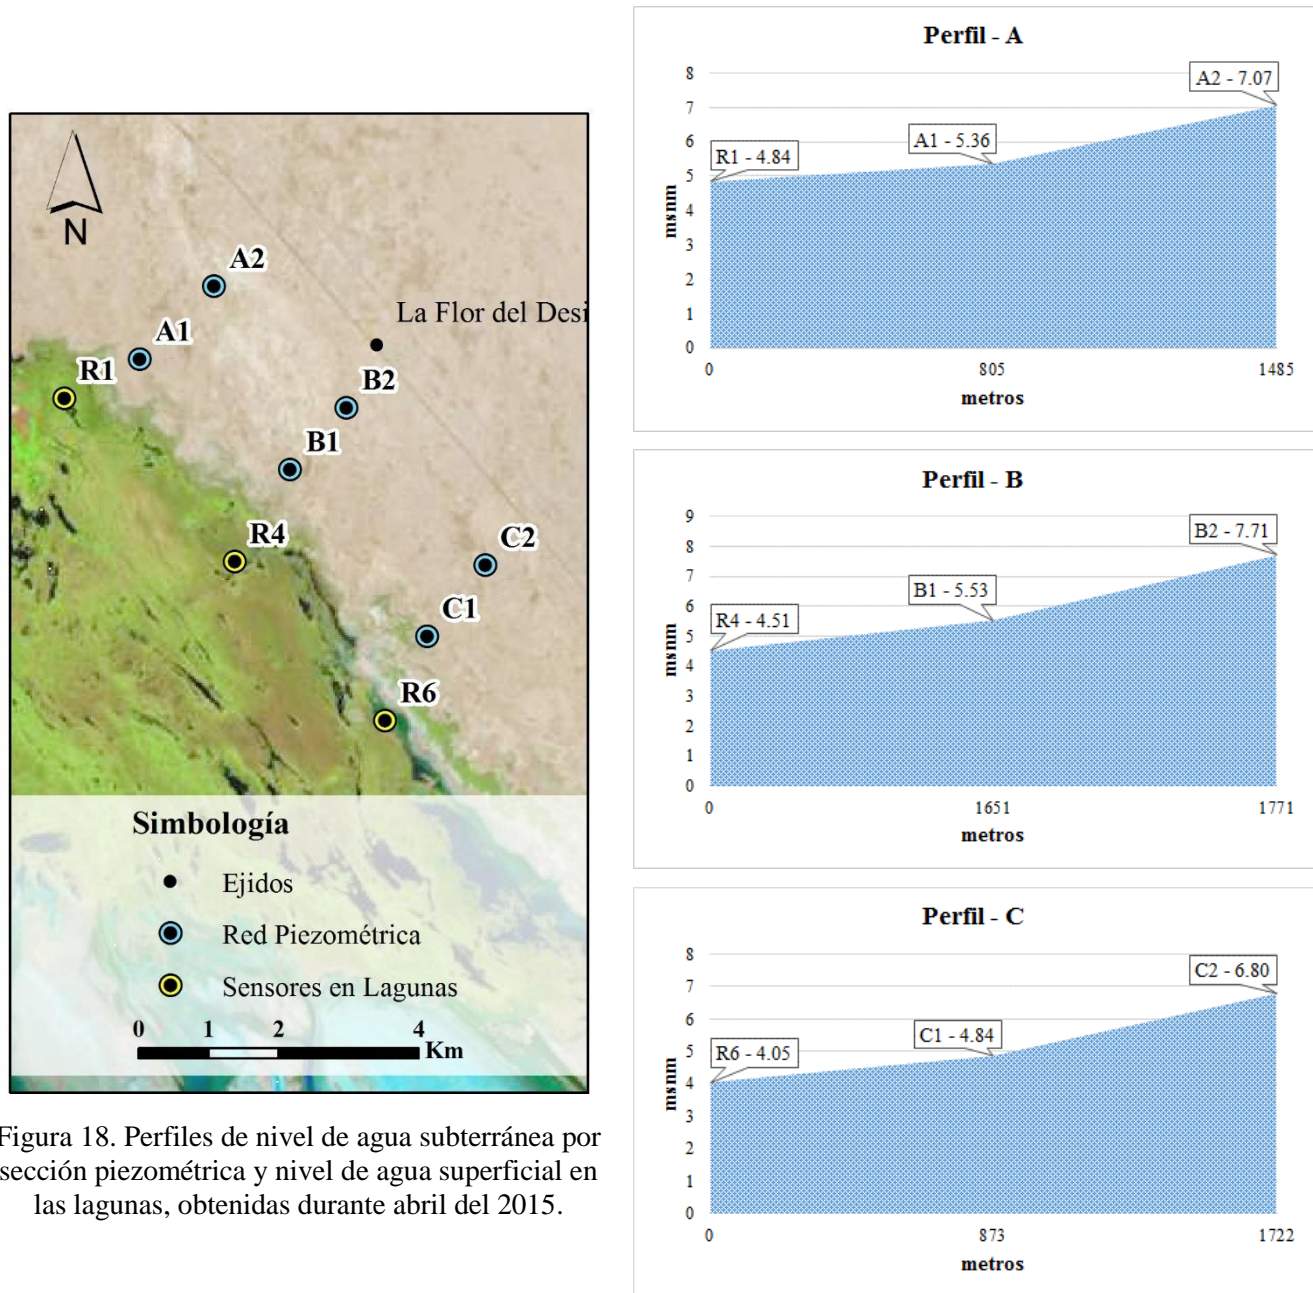 N
A2
La Flor del Desi
A1
R1
B2
B1
R4
C2
C1
R6
Simbología
Ejidos
Red Piezométrica
Sensores en Lagunas
0 1 2 4
Km
Figura 18. Perfiles de nivel de agua subterránea por
sección piezométrica y nivel de agua superficial en
las lagunas, obtenidas durante abril del 2015.
Perfil - A
msnm
8
7
6
5
4
3
2
1
0
R1 - 4.84
A1 - 5.36
A2 - 7.07
0 805 1485
metros
Perfil - B
msnm
9
8
7
6
5
4
3
2
1
0
R4 - 4.51
B1 - 5.53
B2 - 7.71
0 1651 1771
metros
Perfil - C
msnm
8
7
6
5
4
3
2
1
0
R6 - 4.05
C1 - 4.84
C2 - 6.80
0 873 1722
metros